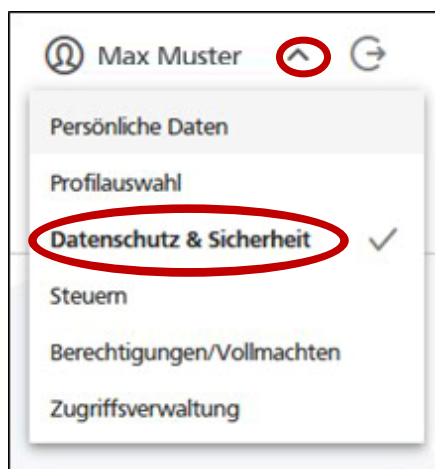 Max Muster
Persönliche Daten
Profilauswahl
Datenschutz & Sicherheit
Steuern
Berechtigungen/Vollmachten
Zugriffsverwaltung